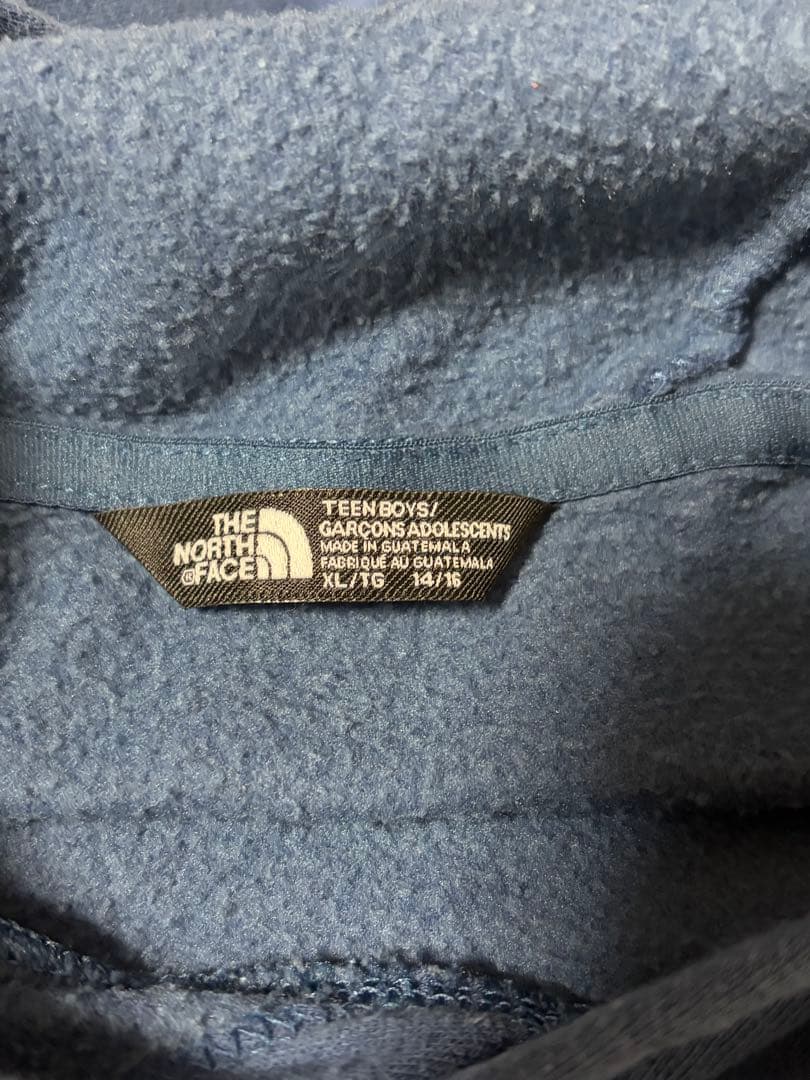 THE
NORTH
FACE
TEEN BOYS/
GARÇONS ADOLESCENTS
MADE IN GUATEMALA
FABRIQUÉ AU GUATEMALA
XL/TG 14/16